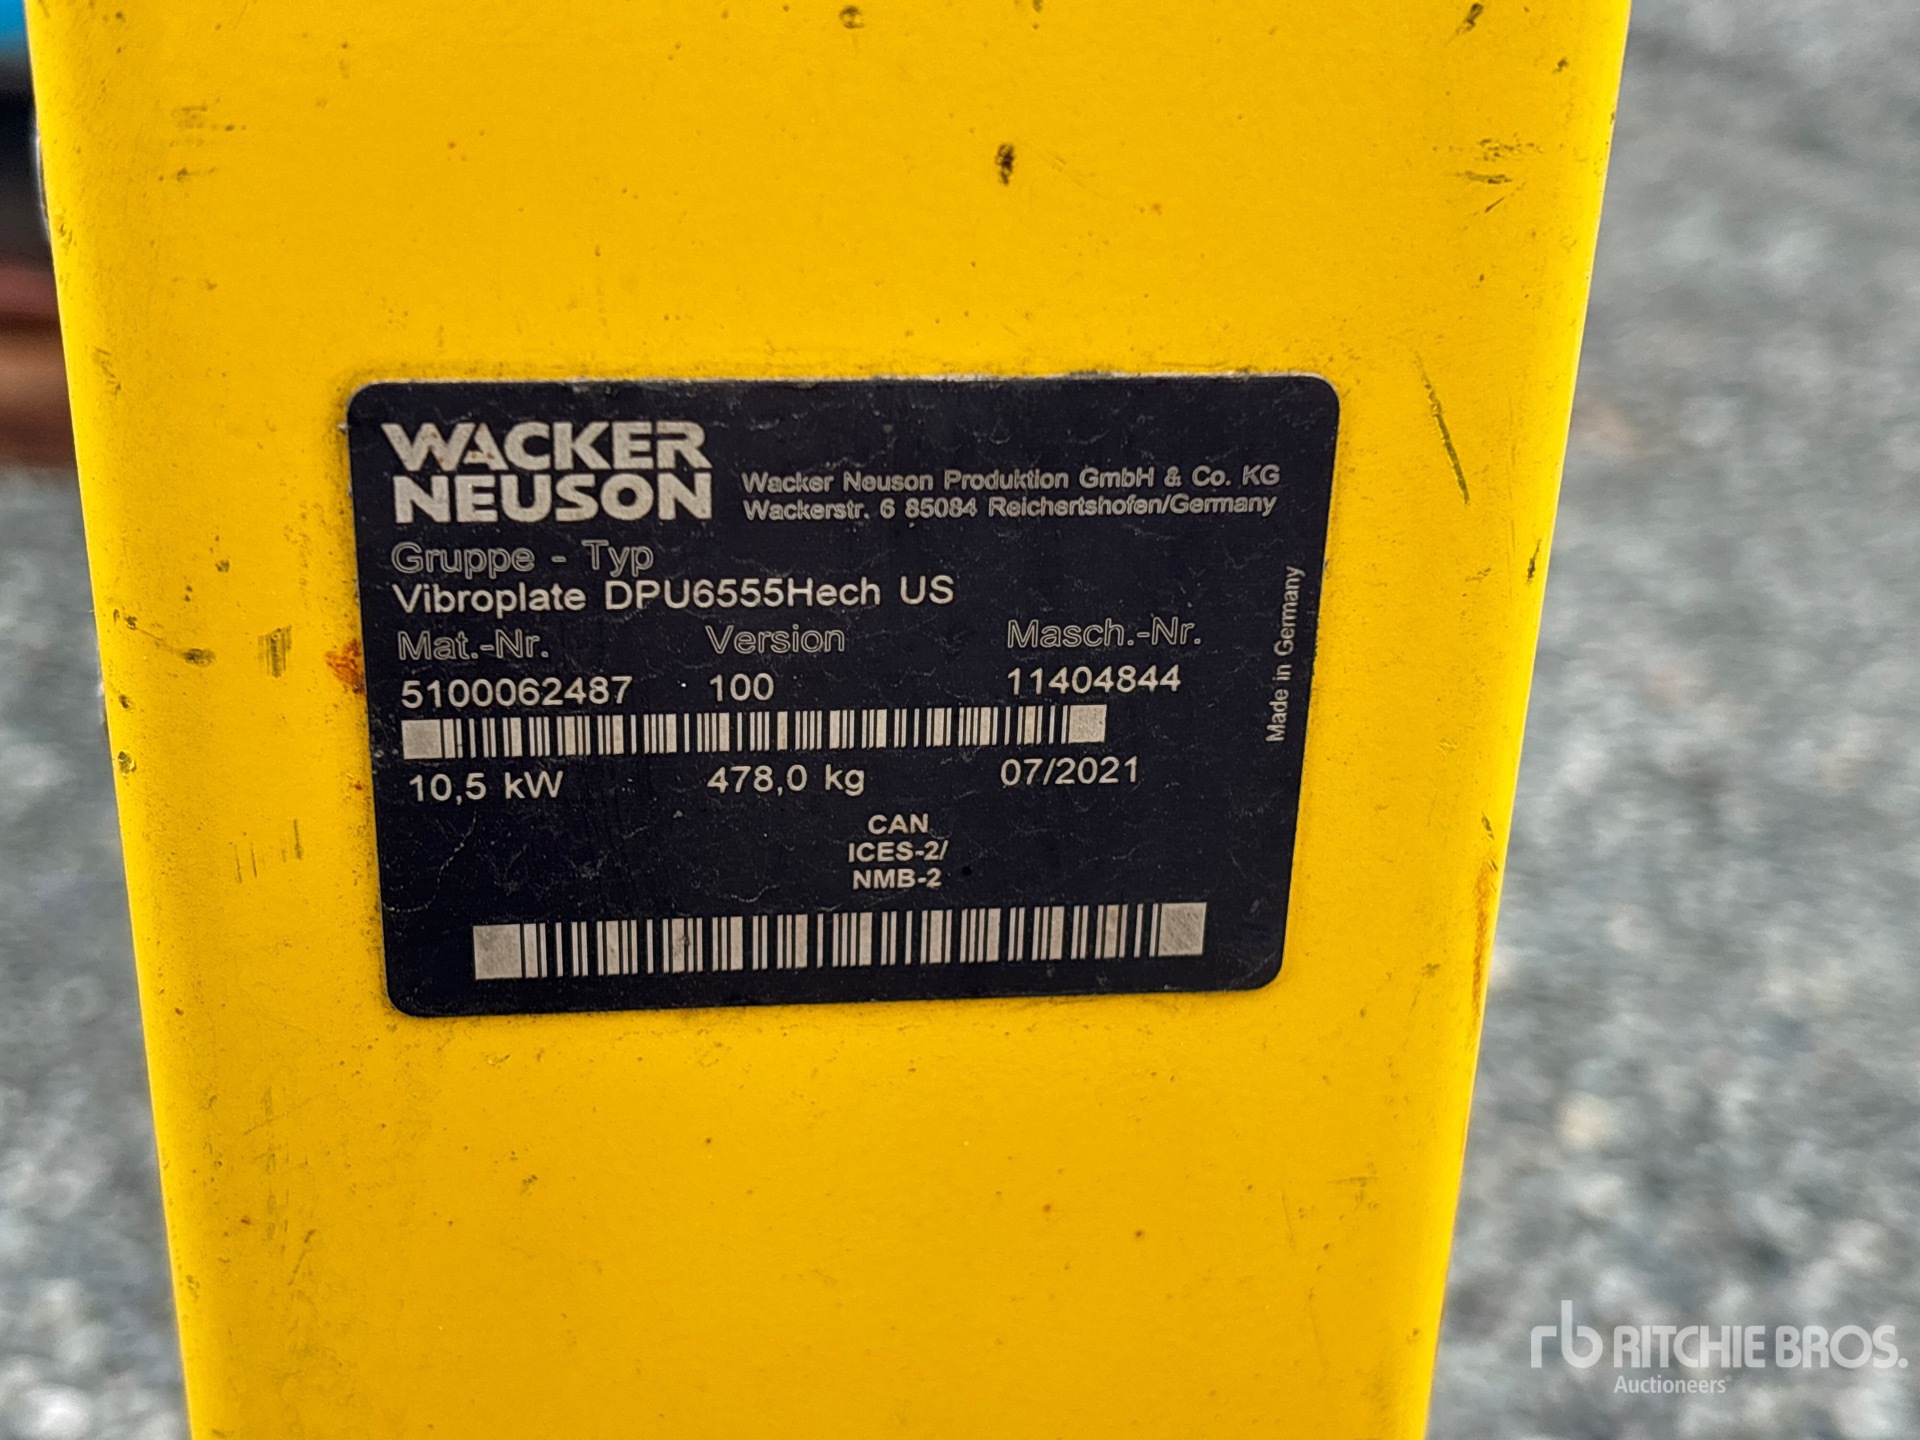 WACKER
NEUSON
Wacker Neuson Produktion GmbH & Co. KG
Wackerstr. 6 85084 Reichertshofen/Germany
Gruppe - Typ
Vibroplate DPU6555Hech US
Mat.-Nr. Version Masch.-Nr.
5100062487 100 11404844
10,5 kW 478,0 kg 07/2021
CAN
ICES-2/
NMB-2
Made in Germany
rb RITCHIE BROS.
Auctioneers